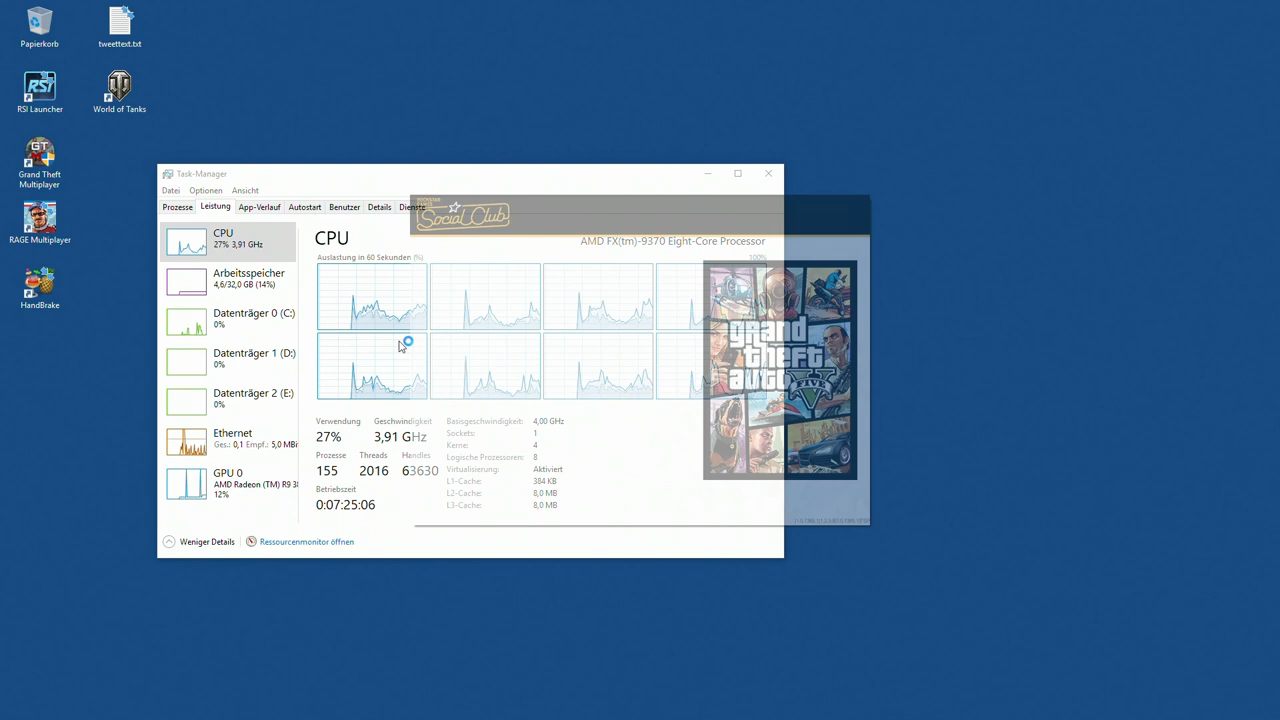 Papierkorb
tweettext.txt
RSI
RSI Launcher
World of Tanks
GT
M
Grand Theft
Multiplayer
RAGE Multiplayer
HandBrake
Task-Manager
Datei Optionen Ansicht
Prozesse Leistung App-Verlauf Autostart Benutzer Details Dienste
CPU
27% 3,91 GHz
Arbeitsspeicher
4,6/32,0 GB (14%)
Datenträger 0 (C:)
0%
Datenträger 1 (D:)
0%
Datenträger 2 (E:)
0%
Ethernet
Ges.: 0,1 Empf.: 5,0 MBi
GPU 0
AMD Radeon (TM) R9 38
12%
CPU
AMD FX(tm)-9370 Eight-Core Processor
Auslastung in 60 Sekunden (%)
100%
Verwendung Geschwindigkeit
27% 3,91 GHz
Prozesse Threads Handles
155 2016 63630
Betriebszeit
0:07:25:06
Basisgeschwindigkeit: 4,00 GHz
Sockets: 1
Kerne: 4
Logische Prozessoren: 8
Virtualisierung: Aktiviert
L1-Cache: 384 KB
L2-Cache: 8,0 MB
L3-Cache: 8,0 MB
Weniger Details
Ressourcenmonitor öffnen
Social Club
grand
theft
auto
FIVE